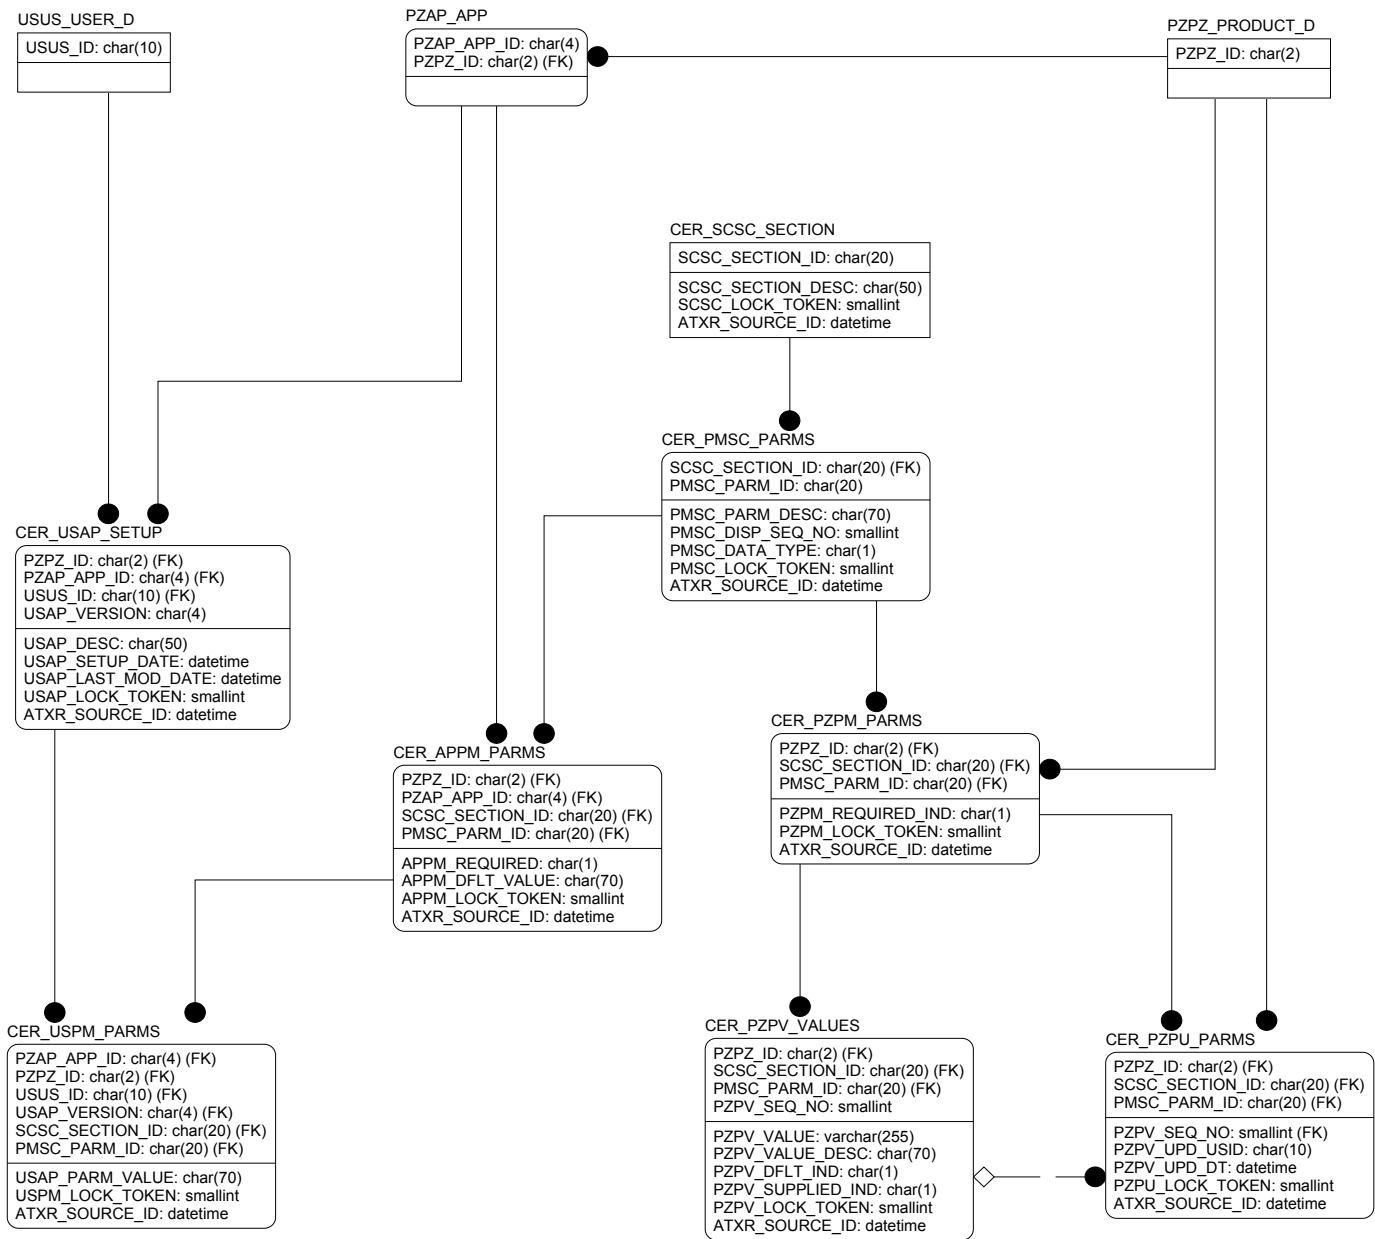 USUS_USER_D
USUS_ID: char(10)
PZAP_APP
PZAP_APP_ID: char(4)
PZPZ_ID: char(2) (FK)
PZPZ_PRODUCT_D
PZPZ_ID: char(2)
CER_SCSC_SECTION
SCSC_SECTION_ID: char(20)
SCSC_SECTION_DESC: char(50)
SCSC_LOCK_TOKEN: smallint
ATXR_SOURCE_ID: datetime
CER_PMSC_PARMS
SCSC_SECTION_ID: char(20) (FK)
PMSC_PARM_ID: char(20)
PMSC_PARM_DESC: char(70)
PMSC_DISP_SEQ_NO: smallint
PMSC_DATA_TYPE: char(1)
PMSC_LOCK_TOKEN: smallint
ATXR_SOURCE_ID: datetime
CER_USAP_SETUP
PZPZ_ID: char(2) (FK)
PZAP_APP_ID: char(4) (FK)
USUS_ID: char(10) (FK)
USAP_VERSION: char(4)
USAP_DESC: char(50)
USAP_SETUP_DATE: datetime
USAP_LAST_MOD_DATE: datetime
USAP_LOCK_TOKEN: smallint
ATXR_SOURCE_ID: datetime
CER_APPM_PARMS
PZPZ_ID: char(2) (FK)
PZAP_APP_ID: char(4) (FK)
SCSC_SECTION_ID: char(20) (FK)
PMSC_PARM_ID: char(20) (FK)
APPM_REQUIRED: char(1)
APPM_DFLT_VALUE: char(70)
APPM_LOCK_TOKEN: smallint
ATXR_SOURCE_ID: datetime
CER_PZPM_PARMS
PZPZ_ID: char(2) (FK)
SCSC_SECTION_ID: char(20) (FK)
PMSC_PARM_ID: char(20) (FK)
PZPM_REQUIRED_IND: char(1)
PZPM_LOCK_TOKEN: smallint
ATXR_SOURCE_ID: datetime
CER_USPM_PARMS
PZAP_APP_ID: char(4) (FK)
PZPZ_ID: char(2) (FK)
USUS_ID: char(10) (FK)
USAP_VERSION: char(4) (FK)
SCSC_SECTION_ID: char(20) (FK)
PMSC_PARM_ID: char(20) (FK)
USAP_PARM_VALUE: char(70)
USPM_LOCK_TOKEN: smallint
ATXR_SOURCE_ID: datetime
CER_PZPV_VALUES
PZPZ_ID: char(2) (FK)
SCSC_SECTION_ID: char(20) (FK)
PMSC_PARM_ID: char(20) (FK)
PZPV_SEQ_NO: smallint
PZPV_VALUE: varchar(255)
PZPV_VALUE_DESC: char(70)
PZPV_DFLT_IND: char(1)
PZPV_SUPPLIED_IND: char(1)
PZPV_LOCK_TOKEN: smallint
ATXR_SOURCE_ID: datetime
CER_PZPU_PARMS
PZPZ_ID: char(2) (FK)
SCSC_SECTION_ID: char(20) (FK)
PMSC_PARM_ID: char(20) (FK)
PZPV_SEQ_NO: smallint (FK)
PZPV_UPD_USID: char(10)
PZPV_UPD_DT: datetime
PZPU_LOCK_TOKEN: smallint
ATXR_SOURCE_ID: datetime